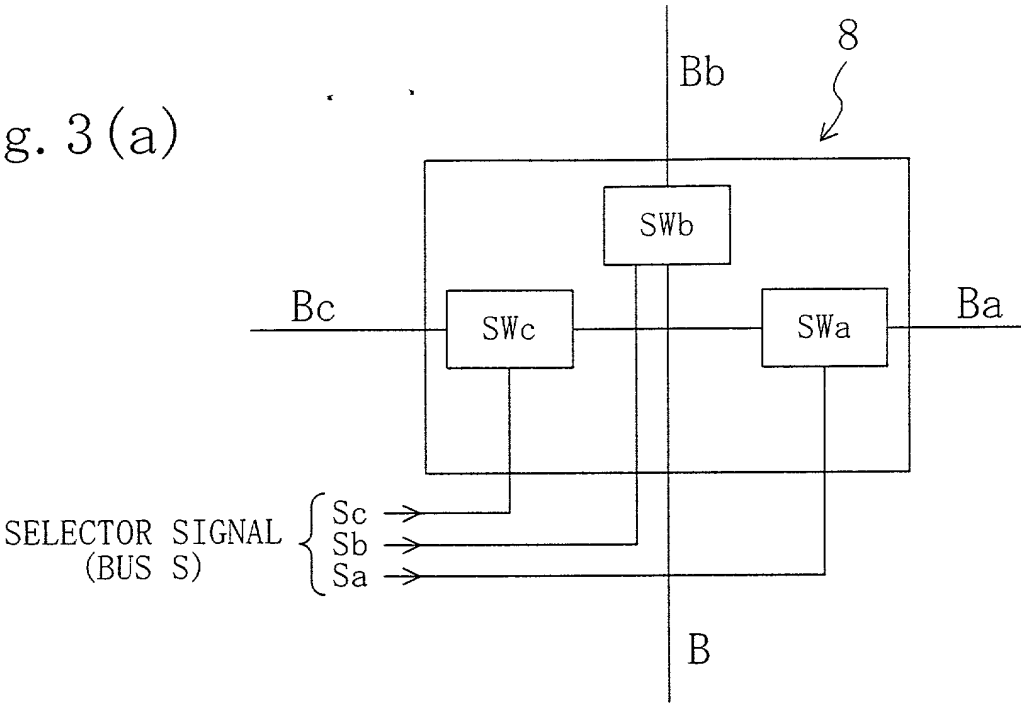 8
Bb
g. 3(a)
SWb
Bc
SWc
SWa
Ba
SELECTOR SIGNAL
(BUS S)
Sc
Sb
Sa
B